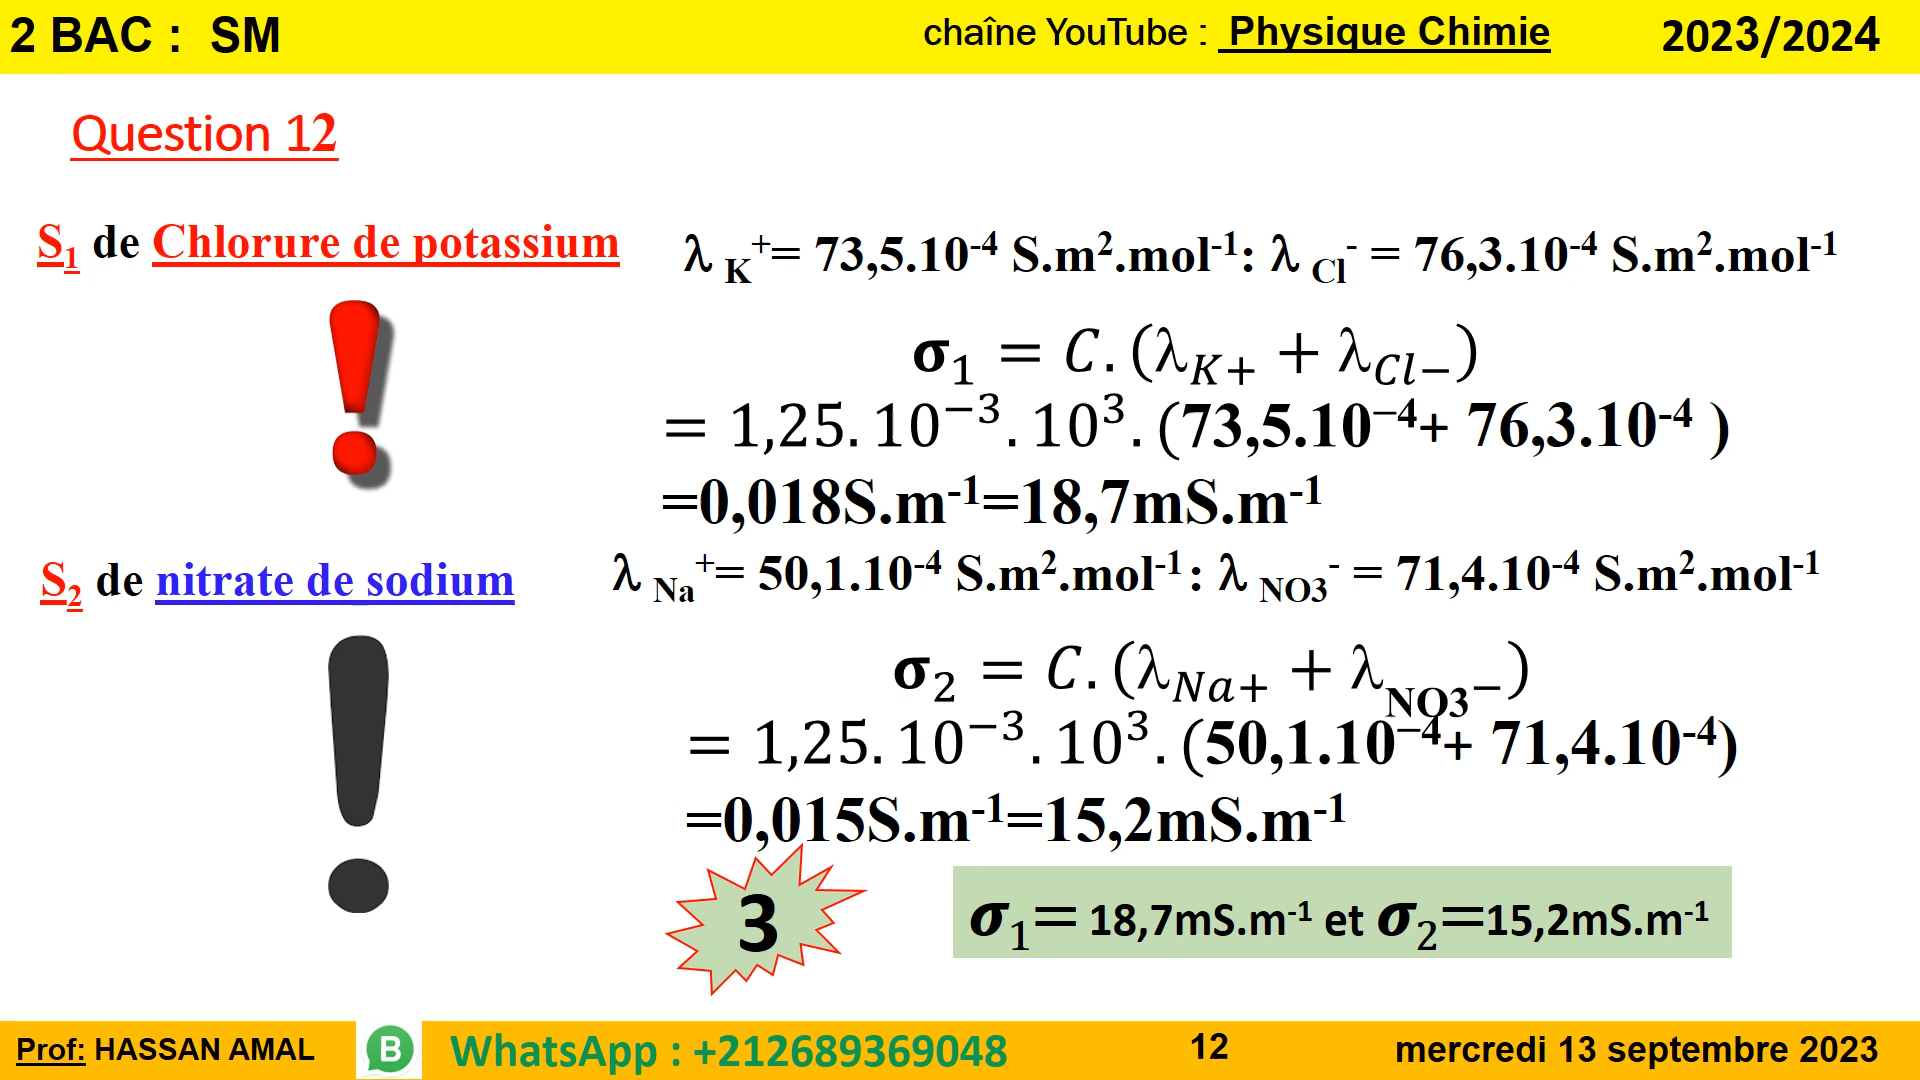 2 BAC :  SM
chaîne YouTube :  Physique Chimie
2023/2024
Question 12
S₁ de Chlorure de potassium
λ K⁺= 73,5.10⁻⁴ S.m².mol⁻¹: λ Cl⁻ = 76,3.10⁻⁴ S.m².mol⁻¹
σ₁ = C.(λK+ + λCl−)
= 1,25.10⁻³.10³.(73,5.10⁻⁴+ 76,3.10⁻⁴ )
=0,018S.m⁻¹=18,7mS.m⁻¹
S₂ de nitrate de sodium
λ Na⁺= 50,1.10⁻⁴ S.m².mol⁻¹ : λ NO3⁻ = 71,4.10⁻⁴ S.m².mol⁻¹
σ₂ = C.(λNa+ + λNO3−)
= 1,25.10⁻³.10³.(50,1.10⁻⁴+ 71,4.10⁻⁴)
=0,015S.m⁻¹=15,2mS.m⁻¹
3
σ₁= 18,7mS.m⁻¹ et σ₂=15,2mS.m⁻¹
Prof: HASSAN AMAL
B
WhatsApp : +212689369048
12
mercredi 13 septembre 2023